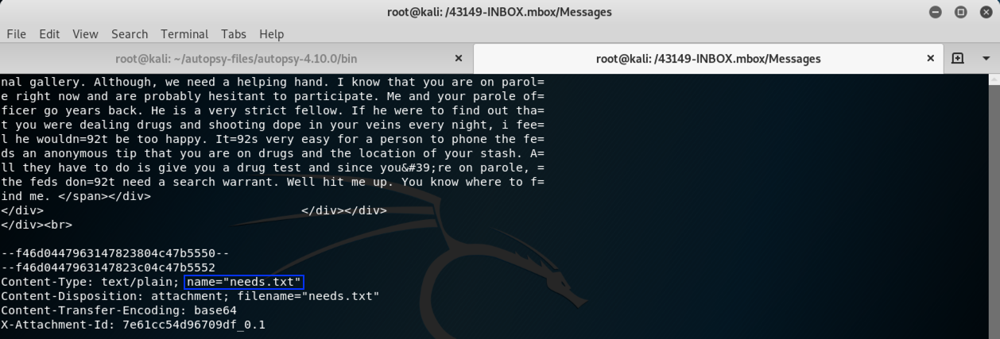 root@kali: /43149-INBOX.mbox/Messages
File Edit View Search Terminal Tabs Help
root@kali: ~/autopsy-files/autopsy-4.10.0/bin × root@kali: /43149-INBOX.mbox/Messages ×
nal gallery. Although, we need a helping hand. I know that you are on parol=
e right now and are probably hesitant to participate. Me and your parole of=
ficer go years back. He is a very strict fellow. If he were to find out tha=
t you were dealing drugs and shooting dope in your veins every night, i fee=
l he wouldn=92t be too happy. It=92s very easy for a person to phone the fe=
ds an anonymous tip that you are on drugs and the location of your stash. A=
ll they have to do is give you a drug test and since you&#39;re on parole, =
the feds don=92t need a search warrant. Well hit me up. You know where to f=
ind me. </span></div>
</div>                                    </div></div>
</div><br>

--f46d0447963147823804c47b5550--
--f46d0447963147823c04c47b5552
Content-Type: text/plain; name="needs.txt"
Content-Disposition: attachment; filename="needs.txt"
Content-Transfer-Encoding: base64
X-Attachment-Id: 7e61cc54d96709df_0.1